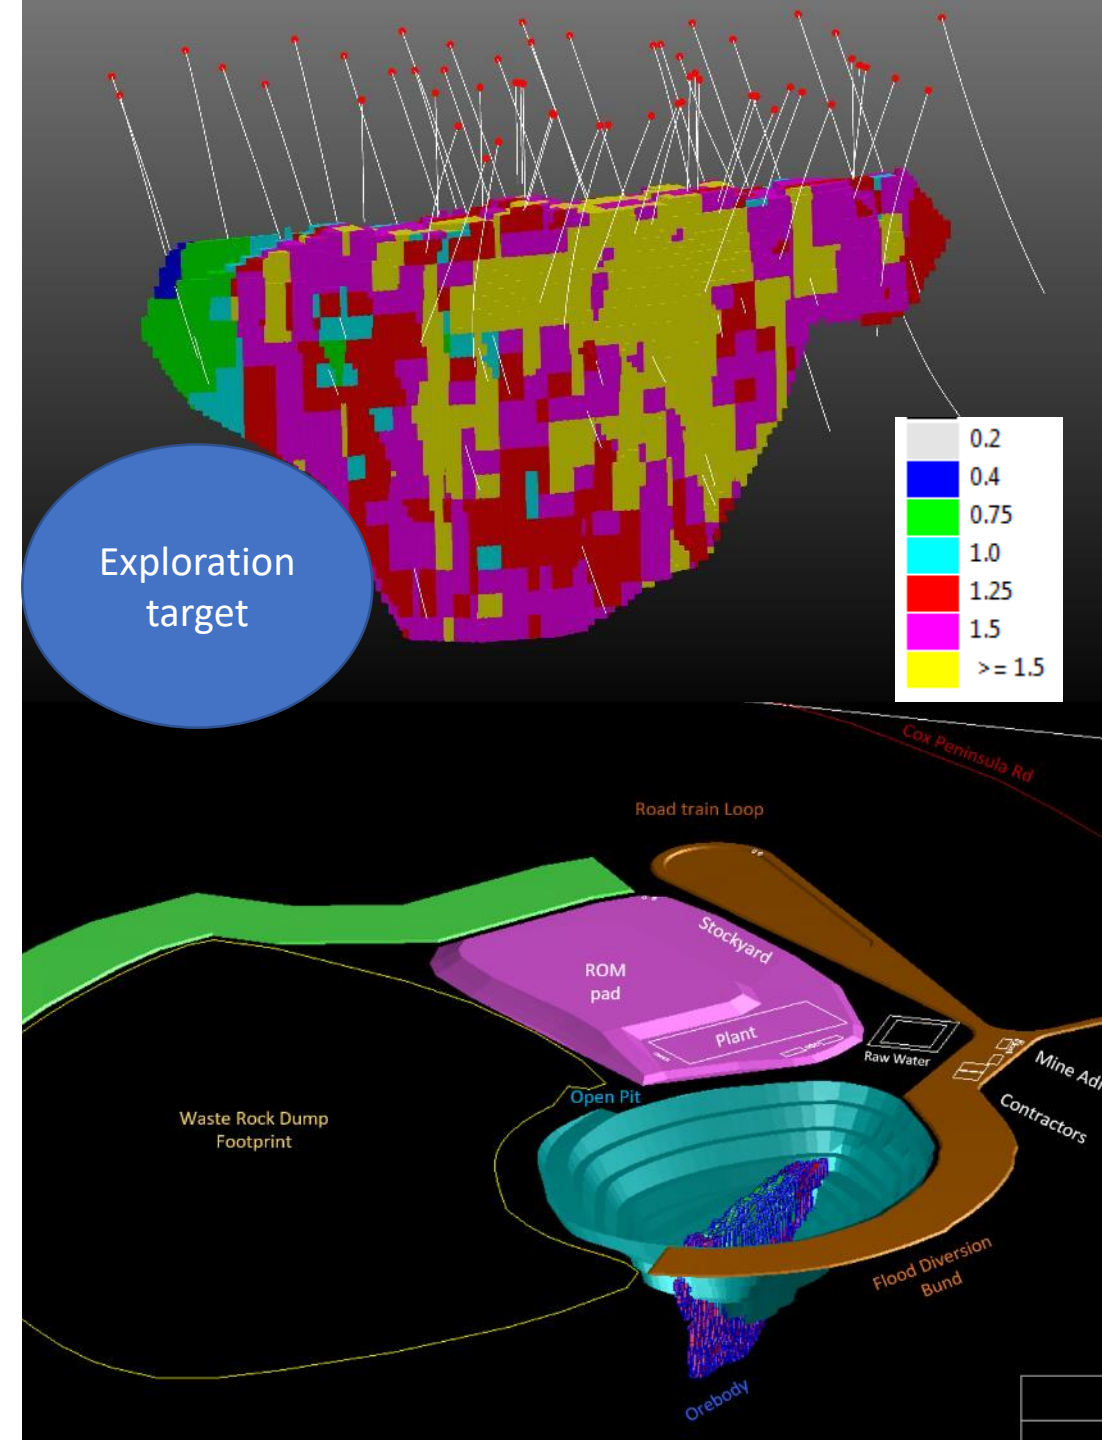 Exploration
target
0.2
0.4
0.75
1.0
1.25
1.5
>= 1.5
Cox Peninsula Rd
Road train Loop
Stockyard
ROM
pad
Plant
Raw Water
Mine Adı
Contractors
Open Pit
Waste Rock Dump
Footprint
Flood Diversion
Bund
Orebody